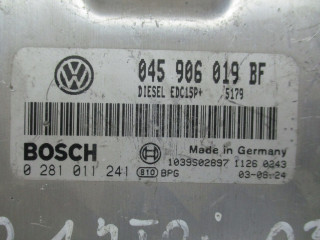 045 906 019 BF
DIESEL EDC15P+ 5179
BOSCH
Made in Germany
1039S02897 1126 0243
0 281 011 241 810 BPG 03-08-24